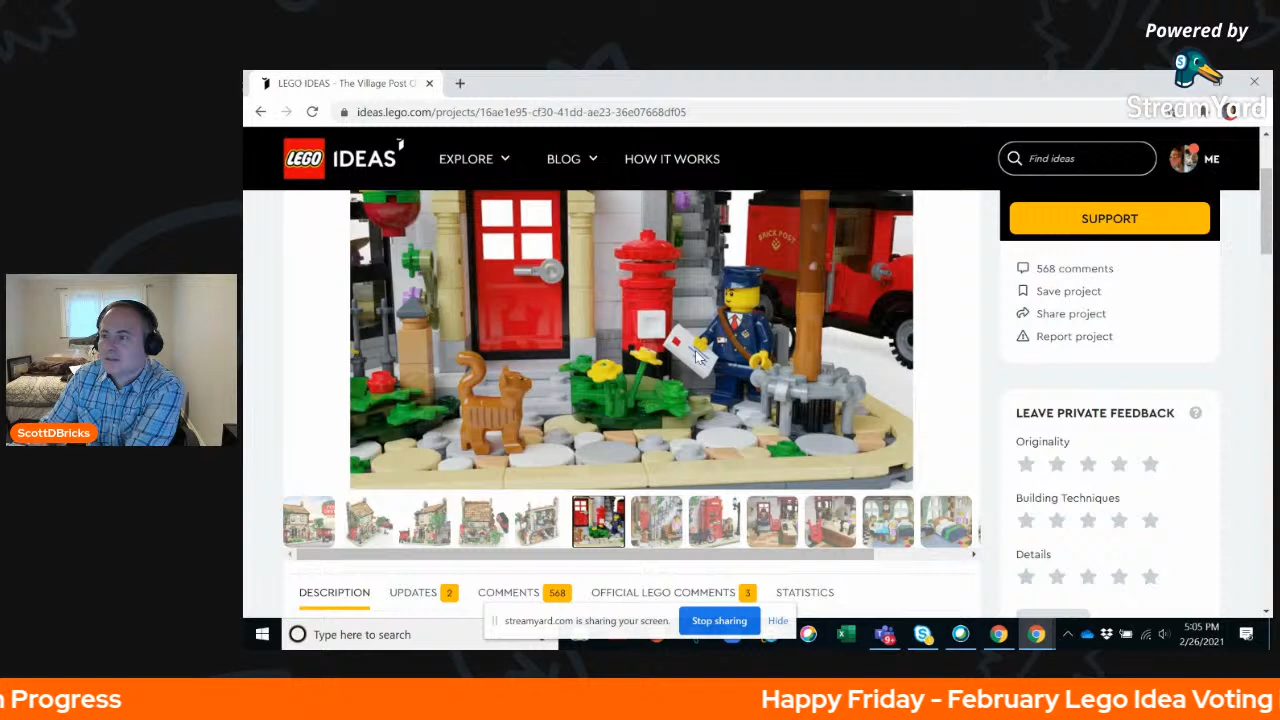 Powered by
StreamYard
LEGO IDEAS - The Village Post O
ideas.lego.com/projects/16ae1e95-cf30-41dd-ae23-36e07668df05
LEGO IDEAS
EXPLORE
BLOG
HOW IT WORKS
Find ideas
ME
BRICK POST
SUPPORT
568 comments
Save project
Share project
Report project
LEAVE PRIVATE FEEDBACK ?
Originality
Building Techniques
Details
ScottDBricks
DESCRIPTION
UPDATES 2
COMMENTS 568
OFFICIAL LEGO COMMENTS 3
STATISTICS
streamyard.com is sharing your screen.
Stop sharing
Hide
Type here to search
5:05 PM
2/26/2021
n Progress
Happy Friday - February Lego Idea Voting